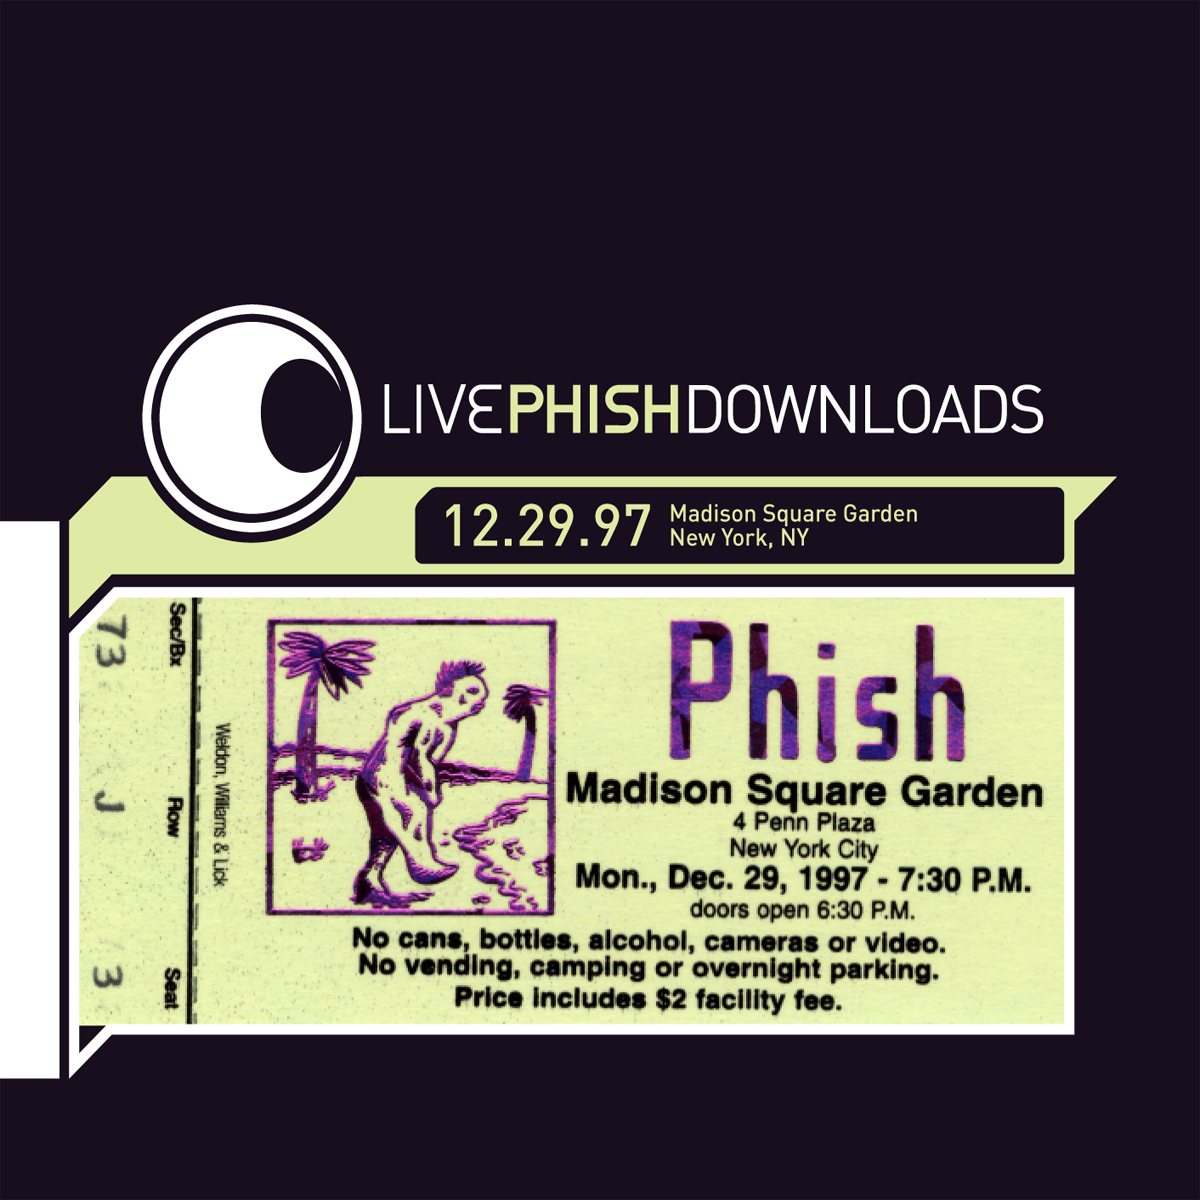 LIVEPHISHDOWNLOADS
12.29.97
Madison Square Garden
New York, NY
Sec/Bx
73
Row
J
Seat
3
Weldon, Williams & Lick
Phish
Madison Square Garden
4 Penn Plaza
New York City
Mon., Dec. 29, 1997 - 7:30 P.M.
doors open 6:30 P.M.
No cans, bottles, alcohol, cameras or video.
No vending, camping or overnight parking.
Price includes $2 facility fee.